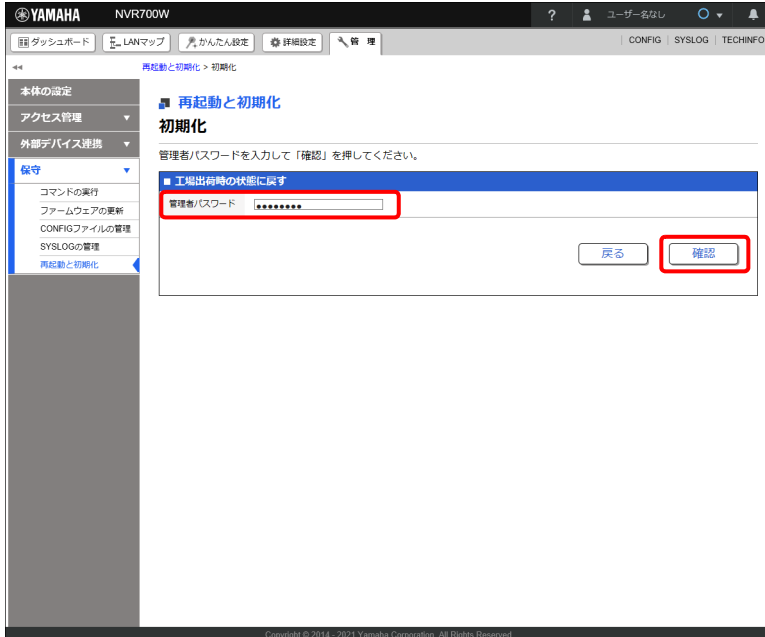 YAMAHA NVR700W ? ユーザー名なし
ダッシュボード LANマップ かんたん設定 詳細設定 管 理 CONFIG SYSLOG TECHINFO
再起動と初期化 > 初期化
本体の設定
アクセス管理
外部デバイス連携
保守
コマンドの実行
ファームウェアの更新
CONFIGファイルの管理
SYSLOGの管理
再起動と初期化
再起動と初期化
初期化
管理者パスワードを入力して「確認」を押してください。
■ 工場出荷時の状態に戻す
管理者パスワード ●●●●●●●●
戻る 確認
Copyright © 2014 - 2021 Yamaha Corporation. All Rights Reserved.